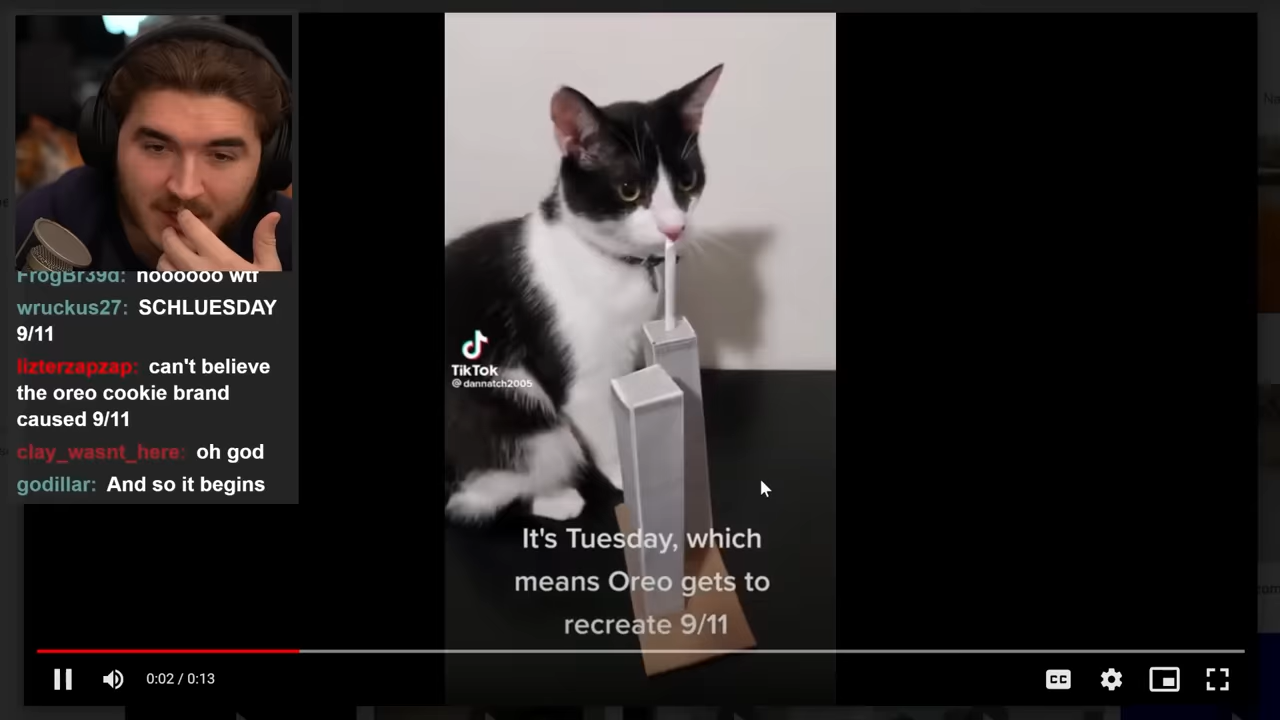 FrogBr39d: noooooo wtf
wruckus27: SCHLUESDAY
9/11
lizterzapzap: can't believe
the oreo cookie brand
caused 9/11
clay_wasnt_here: oh god
godillar: And so it begins
TikTok
@dannatch2005
It's Tuesday, which
means Oreo gets to
recreate 9/11
0:02 / 0:13
CC